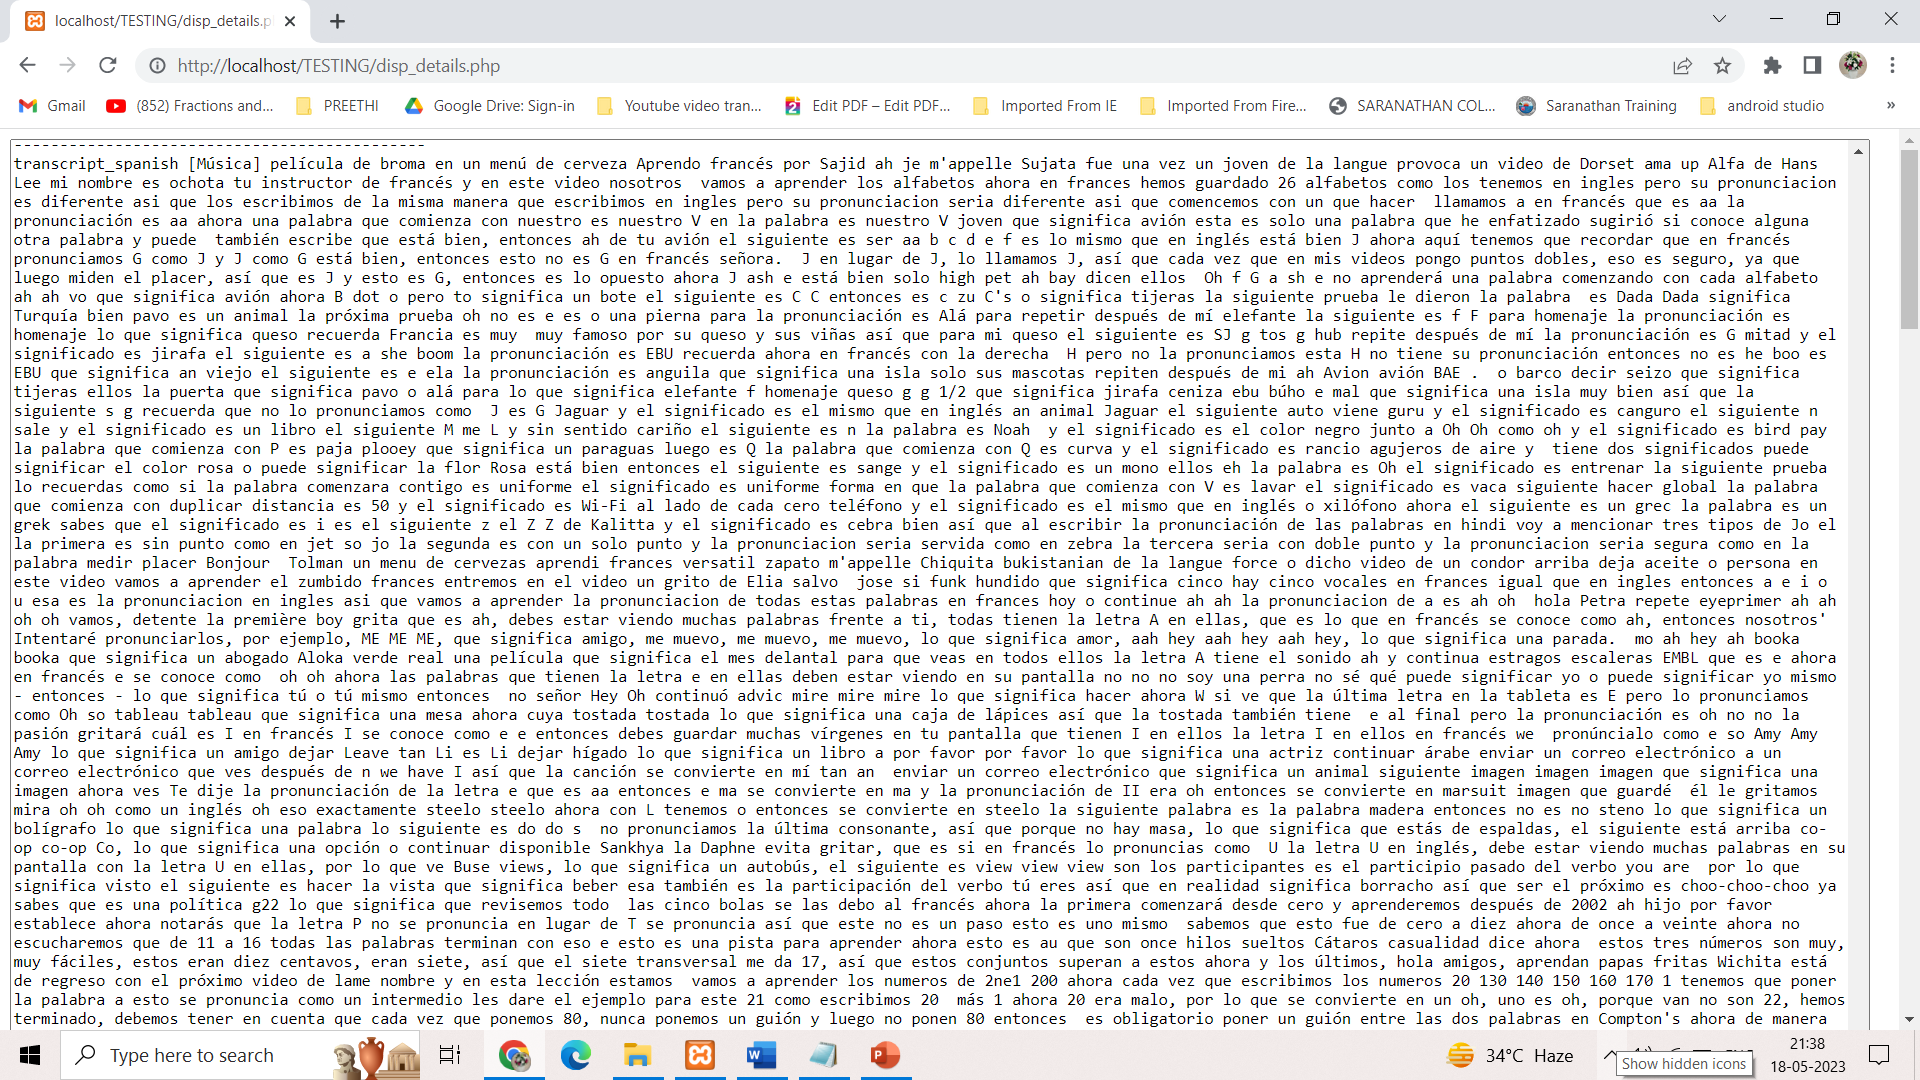 localhost/TESTING/disp_details.p
http://localhost/TESTING/disp_details.php
Gmail (852) Fractions and... PREETHI Google Drive: Sign-in Youtube video tran... Edit PDF – Edit PDF... Imported From IE Imported From Fire... SARANATHAN COL... Saranathan Training android studio »
--------------------------------------------
transcript_spanish [Música] película de broma en un menú de cerveza Aprendo francés por Sajid ah je m'appelle Sujata fue una vez un joven de la langue provoca un video de Dorset ama up Alfa de Hans
Lee mi nombre es ochota tu instructor de francés y en este video nosotros  vamos a aprender los alfabetos ahora en frances hemos guardado 26 alfabetos como los tenemos en ingles pero su pronunciacion
es diferente asi que los escribimos de la misma manera que escribimos en ingles pero su pronunciacion seria diferente asi que comencemos con un que hacer  llamamos a en francés que es aa la
pronunciación es aa ahora una palabra que comienza con nuestro es nuestro V en la palabra es nuestro V joven que significa avión esta es solo una palabra que he enfatizado sugirió si conoce alguna
otra palabra y puede  también escribe que está bien, entonces ah de tu avión el siguiente es ser aa b c d e f es lo mismo que en inglés está bien J ahora aquí tenemos que recordar que en francés
pronunciamos G como J y J como G está bien, entonces esto no es G en francés señora.  J en lugar de J, lo llamamos J, así que cada vez que en mis videos pongo puntos dobles, eso es seguro, ya que
luego miden el placer, así que es J y esto es G, entonces es lo opuesto ahora J ash e está bien solo high pet ah bay dicen ellos  Oh f G a sh e no aprenderá una palabra comenzando con cada alfabeto
ah ah vo que significa avión ahora B dot o pero to significa un bote el siguiente es C C entonces es c zu C's o significa tijeras la siguiente prueba le dieron la palabra  es Dada Dada significa
Turquía bien pavo es un animal la próxima prueba oh no es e es o una pierna para la pronunciación es Alá para repetir después de mí elefante la siguiente es f F para homenaje la pronunciación es
homenaje lo que significa queso recuerda Francia es muy  muy famoso por su queso y sus viñas así que para mi queso el siguiente es SJ g tos g hub repite después de mí la pronunciación es G mitad y el
significado es jirafa el siguiente es a she boom la pronunciación es EBU recuerda ahora en francés con la derecha  H pero no la pronunciamos esta H no tiene su pronunciación entonces no es he boo es
EBU que significa an viejo el siguiente es e ela la pronunciación es anguila que significa una isla solo sus mascotas repiten después de mi ah Avion avión BAE .  o barco decir seizo que significa
tijeras ellos la puerta que significa pavo o alá para lo que significa elefante f homenaje queso g g 1/2 que significa jirafa ceniza ebu búho e mal que significa una isla muy bien así que la
siguiente s g recuerda que no lo pronunciamos como  J es G Jaguar y el significado es el mismo que en inglés an animal Jaguar el siguiente auto viene guru y el significado es canguro el siguiente n
sale y el significado es un libro el siguiente M me L y sin sentido cariño el siguiente es n la palabra es Noah  y el significado es el color negro junto a Oh Oh como oh y el significado es bird pay
la palabra que comienza con P es paja plooey que significa un paraguas luego es Q la palabra que comienza con Q es curva y el significado es rancio agujeros de aire y  tiene dos significados puede
significar el color rosa o puede significar la flor Rosa está bien entonces el siguiente es sange y el significado es un mono ellos eh la palabra es Oh el significado es entrenar la siguiente prueba
lo recuerdas como si la palabra comenzara contigo es uniforme el significado es uniforme forma en que la palabra que comienza con V es lavar el significado es vaca siguiente hacer global la palabra
que comienza con duplicar distancia es 50 y el significado es Wi-Fi al lado de cada cero teléfono y el significado es el mismo que en inglés o xilófono ahora el siguiente es un grec la palabra es un
grek sabes que el significado es i es el siguiente z el Z Z de Kalitta y el significado es cebra bien así que al escribir la pronunciación de las palabras en hindi voy a mencionar tres tipos de Jo el
la primera es sin punto como en jet so jo la segunda es con un solo punto y la pronunciacion seria servida como en zebra la tercera seria con doble punto y la pronunciacion seria segura como en la
palabra medir placer Bonjour  Tolman un menu de cervezas aprendi frances versatil zapato m'appelle Chiquita bukistanian de la langue force o dicho video de un condor arriba deja aceite o persona en
este video vamos a aprender el zumbido frances entremos en el video un grito de Elia salvo  jose si funk hundido que significa cinco hay cinco vocales en frances igual que en ingles entonces a e i o
u esa es la pronunciacion en ingles asi que vamos a aprender la pronunciacion de todas estas palabras en frances hoy o continue ah ah la pronunciacion de a es ah oh  hola Petra repete eyeprimer ah ah
oh oh vamos, detente la première boy grita que es ah, debes estar viendo muchas palabras frente a ti, todas tienen la letra A en ellas, que es lo que en francés se conoce como ah, entonces nosotros'
Intentaré pronunciarlos, por ejemplo, ME ME ME, que significa amigo, me muevo, me muevo, me muevo, lo que significa amor, aah hey aah hey aah hey, lo que significa una parada.  mo ah hey ah booka
booka que significa un abogado Aloka verde real una película que significa el mes delantal para que veas en todos ellos la letra A tiene el sonido ah y continua estragos escaleras EMBL que es e ahora
en francés e se conoce como  oh oh ahora las palabras que tienen la letra e en ellas deben estar viendo en su pantalla no no no soy una perra no sé qué puede significar yo o puede significar yo mismo
- entonces - lo que significa tú o tú mismo entonces  no señor Hey Oh continuó advic mire mire mire lo que significa hacer ahora W si ve que la última letra en la tableta es E pero lo pronunciamos
como Oh so tableau tableau que significa una mesa ahora cuya tostada tostada lo que significa una caja de lápices así que la tostada también tiene  e al final pero la pronunciación es oh no no la
pasión gritará cuál es I en francés I se conoce como e e entonces debes guardar muchas vírgenes en tu pantalla que tienen I en ellos la letra I en ellos en francés we  pronúncialo como e so Amy Amy
Amy lo que significa un amigo dejar Leave tan Li es Li dejar hígado lo que significa un libro a por favor por favor lo que significa una actriz continuar árabe enviar un correo electrónico a un
correo electrónico que ves después de n we have I así que la canción se convierte en mí tan an  enviar un correo electrónico que significa un animal siguiente imagen imagen imagen que significa una
imagen ahora ves Te dije la pronunciación de la letra e que es aa entonces e ma se convierte en ma y la pronunciación de II era oh entonces se convierte en marsuit imagen que guardé  él le gritamos
mira oh oh como un inglés oh eso exactamente steelo steelo ahora con L tenemos o entonces se convierte en steelo la siguiente palabra es la palabra madera entonces no es no steno lo que significa un
bolígrafo lo que significa una palabra lo siguiente es do do s  no pronunciamos la última consonante, así que porque no hay masa, lo que significa que estás de espaldas, el siguiente está arriba co-
op co-op Co, lo que significa una opción o continuar disponible Sankhya la Daphne evita gritar, que es si en francés lo pronuncias como  U la letra U en inglés, debe estar viendo muchas palabras en su
pantalla con la letra U en ellas, por lo que ve Buse views, lo que significa un autobús, el siguiente es view view view son los participantes es el participio pasado del verbo you are  por lo que
significa visto el siguiente es hacer la vista que significa beber esa también es la participación del verbo tú eres así que en realidad significa borracho así que ser el próximo es choo-choo-choo ya
sabes que es una política g22 lo que significa que revisemos todo  las cinco bolas se las debo al francés ahora la primera comenzará desde cero y aprenderemos después de 2002 ah hijo por favor
establece ahora notarás que la letra P no se pronuncia en lugar de T se pronuncia así que este no es un paso esto es uno mismo  sabemos que esto fue de cero a diez ahora de once a veinte ahora no
escucharemos que de 11 a 16 todas las palabras terminan con eso e esto es una pista para aprender ahora esto es au que son once hilos sueltos Cátaros casualidad dice ahora  estos tres números son muy,
muy fáciles, estos eran diez centavos, eran siete, así que el siete transversal me da 17, así que estos conjuntos superan a estos ahora y los últimos, hola amigos, aprendan papas fritas Wichita está
de regreso con el próximo video de lame nombre y en esta lección estamos  vamos a aprender los numeros de 2ne1 200 ahora cada vez que escribimos los numeros 20 130 140 150 160 170 1 tenemos que poner
la palabra a esto se pronuncia como un intermedio les dare el ejemplo para este 21 como escribimos 20  más 1 ahora 20 era malo, por lo que se convierte en un oh, uno es oh, porque van no son 22, hemos
terminado, debemos tener en cuenta que cada vez que ponemos 80, nunca ponemos un guión y luego no ponen 80 entonces  es obligatorio poner un guión entre las dos palabras en Compton's ahora de manera
Type here to search
34°C Haze
Show hidden icons
21:38
18-05-2023